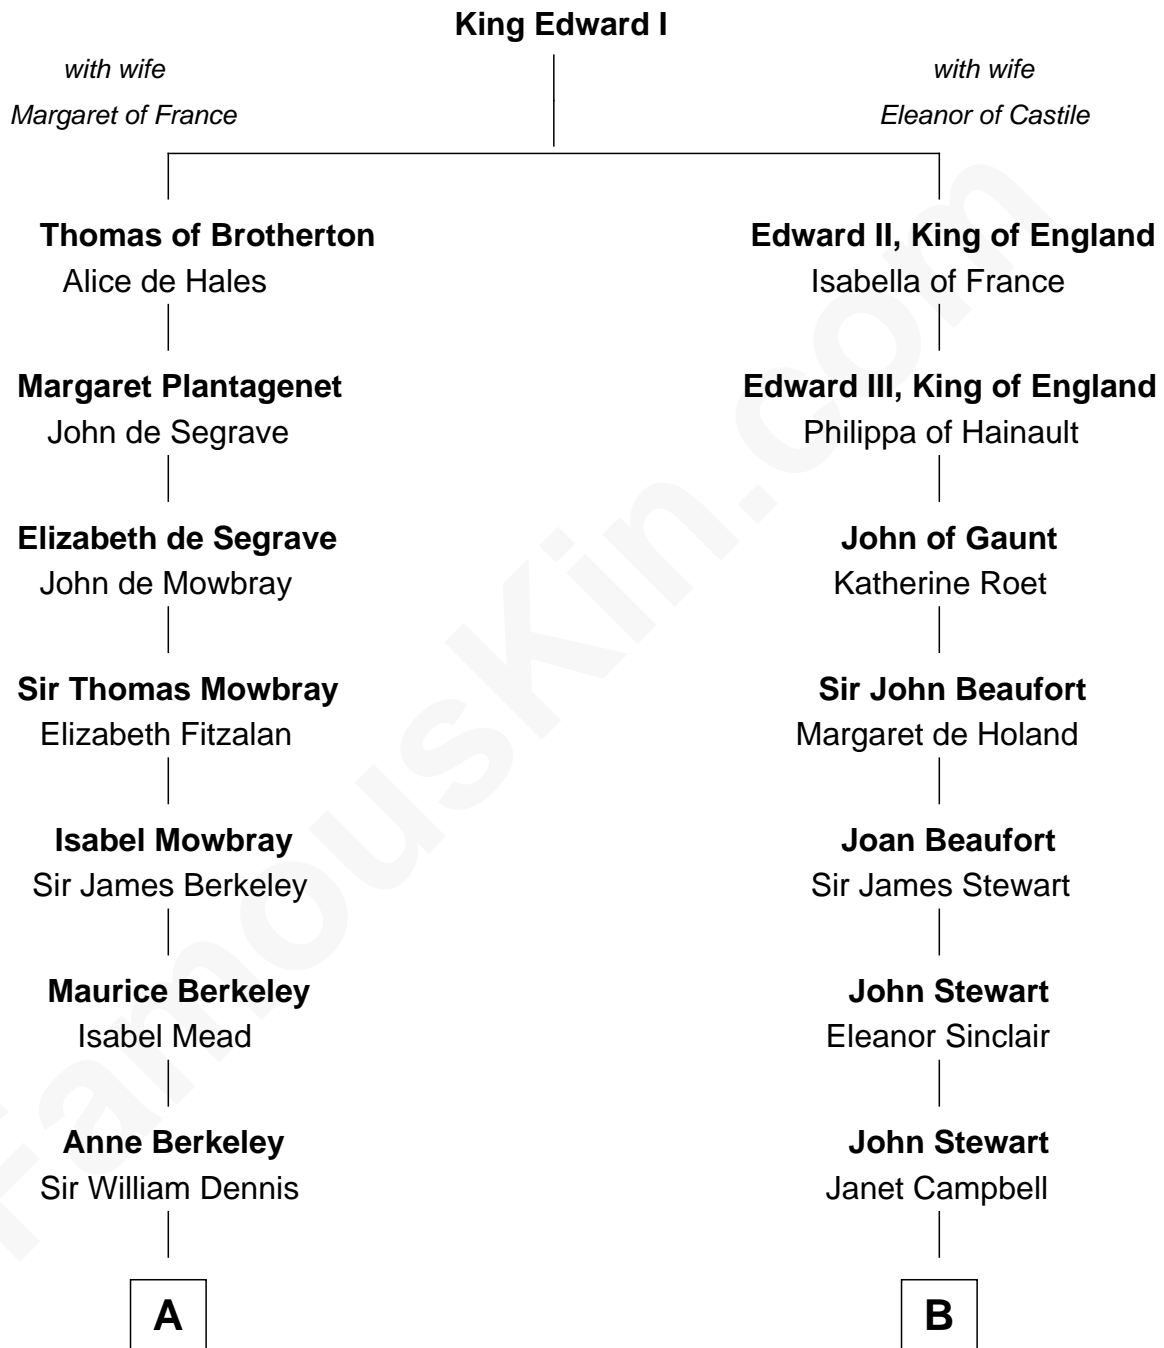 King Edward I
with wife
Margaret of France
with wife
Eleanor of Castile
Thomas of Brotherton
Alice de Hales
Margaret Plantagenet
John de Segrave
Elizabeth de Segrave
John de Mowbray
Sir Thomas Mowbray
Elizabeth Fitzalan
Isabel Mowbray
Sir James Berkeley
Maurice Berkeley
Isabel Mead
Anne Berkeley
Sir William Dennis
A
Edward II, King of England
Isabella of France
Edward III, King of England
Philippa of Hainault
John of Gaunt
Katherine Roet
Sir John Beaufort
Margaret de Holand
Joan Beaufort
Sir James Stewart
John Stewart
Eleanor Sinclair
John Stewart
Janet Campbell
B
FamousKin.com